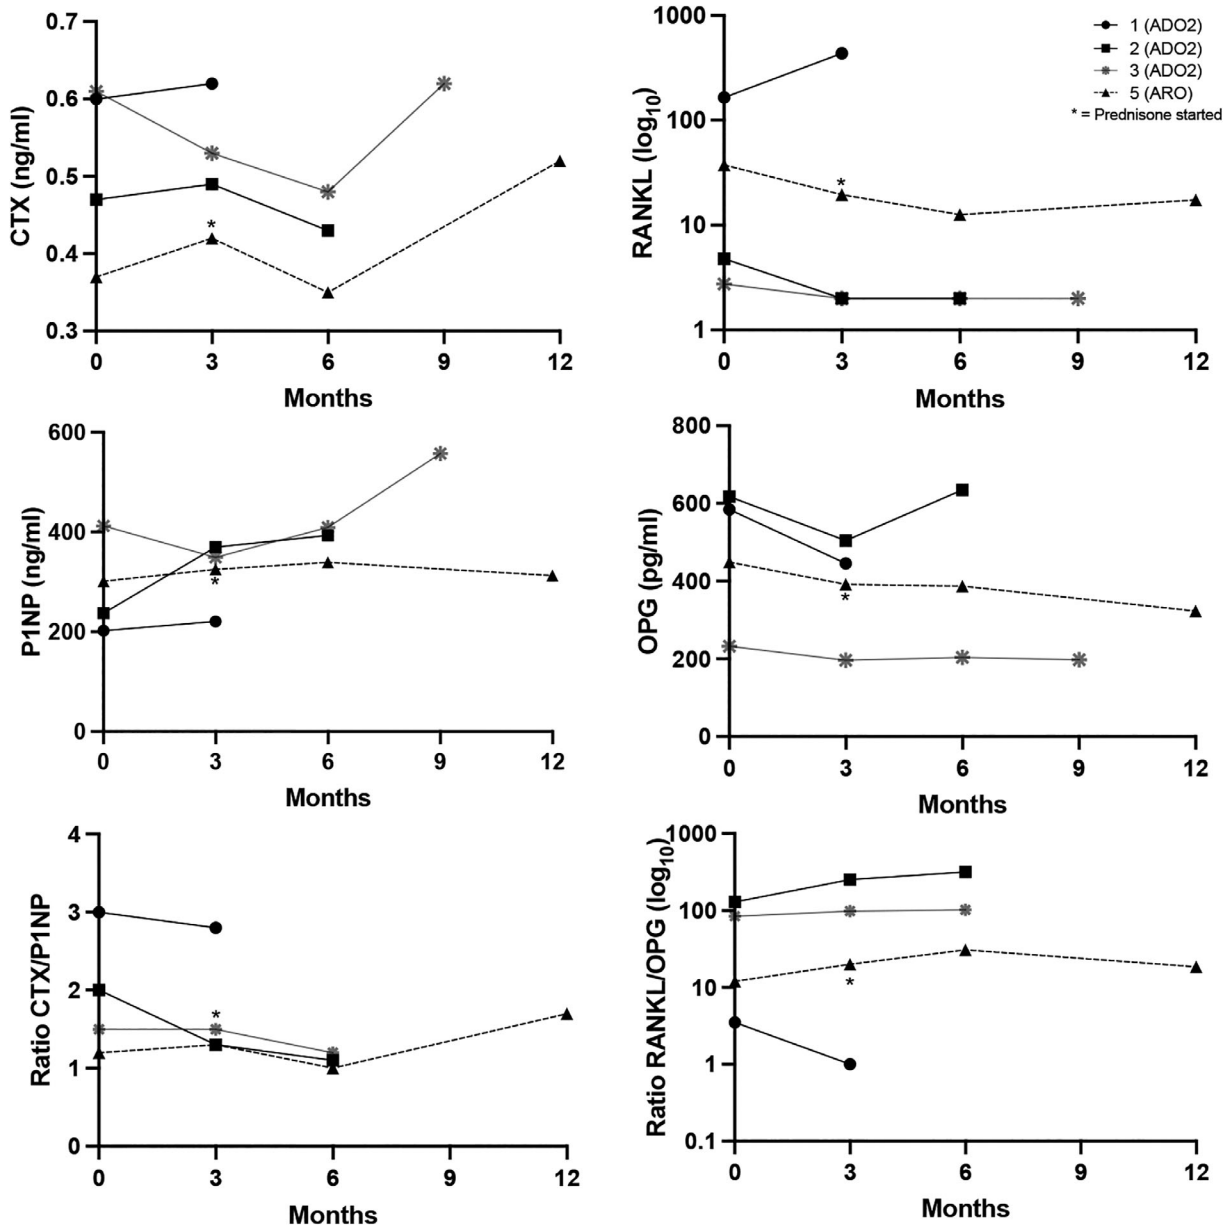 0.7
0.6
0.5
0.4
0.3
CTX (ng/ml)
*
0 3 6 9 12
Months
1000
100
10
1
RANKL (log10)
*
0 3 6 9 12
Months
1 (ADO2)
2 (ADO2)
3 (ADO2)
5 (ARO)
* = Prednisone started
600
400
200
0
P1NP (ng/ml)
*
0 3 6 9 12
Months
800
600
400
200
0
OPG (pg/ml)
*
0 3 6 9 12
Months
4
3
2
1
0
Ratio CTX/P1NP
*
0 3 6 9 12
Months
1000
100
10
1
0.1
Ratio RANKL/OPG (log10)
*
0 3 6 9 12
Months